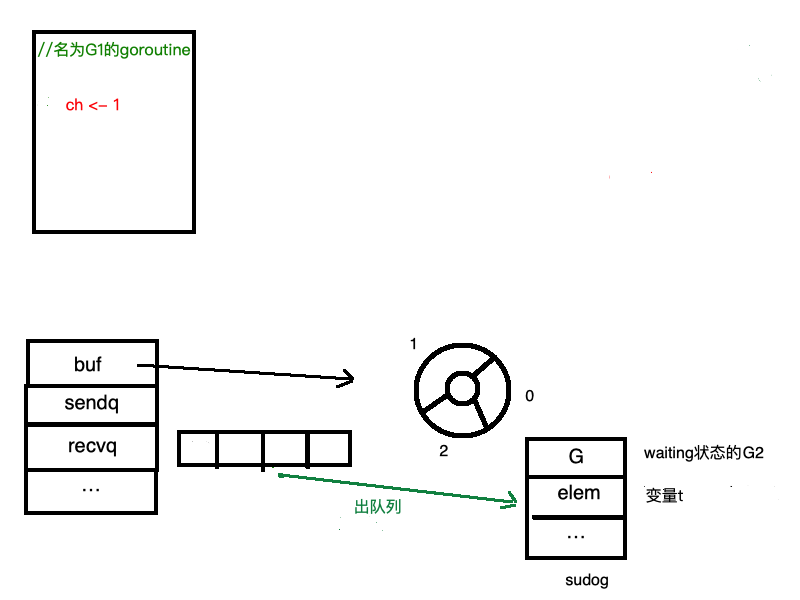 //名为G1的goroutine
ch <- 1
buf
sendq
recvq
...
1
0
2
出队列
G
waiting状态的G2
elem
变量t
...
sudog